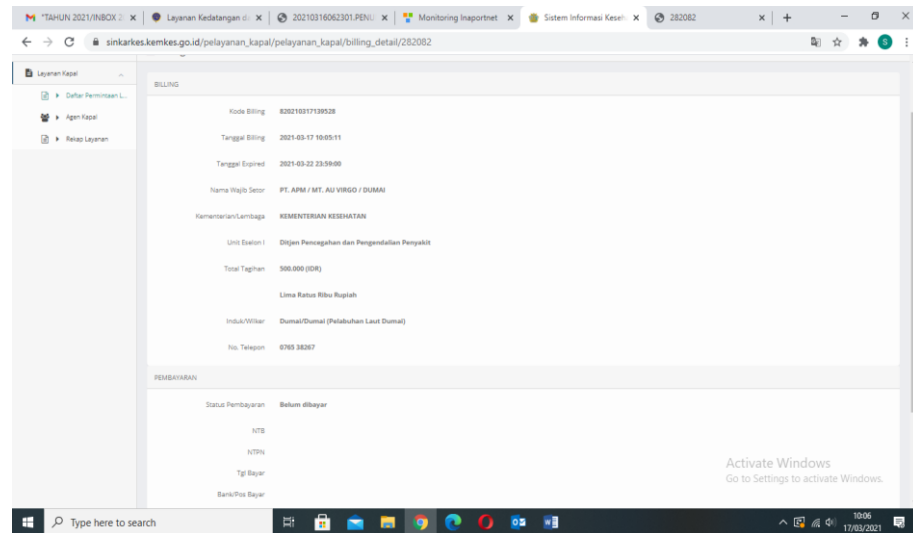 *TAHUN 2021/INBOX 2
Layanan Kedatangan di
20210316062301.PENU
Monitoring Inaportnet
Sistem Informasi Keseh
282082
sinkarkes.kemkes.go.id/pelayanan_kapal/pelayanan_kapal/billing_detail/282082
S
Layanan Kapal
Daftar Permintaan L...
Agen Kapal
Rekap Layanan
BILLING
Kode Billing 820210317139528
Tanggal Billing 2021-03-17 10:05:11
Tanggal Expired 2021-03-22 23:59:00
Nama Wajib Setor PT. APM / MT. AU VIRGO / DUMAI
Kementerian/Lembaga KEMENTERIAN KESEHATAN
Unit Eselon I Ditjen Pencegahan dan Pengendalian Penyakit
Total Tagihan 500.000 (IDR)
Lima Ratus Ribu Rupiah
Induk/Wilker Dumai/Dumai (Pelabuhan Laut Dumai)
No. Telepon 0765 38267
PEMBAYARAN
Status Pembayaran Belum dibayar
NTB
NTPN
Tgl Bayar
Bank/Pos Bayar
Activate Windows
Go to Settings to activate Windows.
Type here to search
10:06
17/03/2021